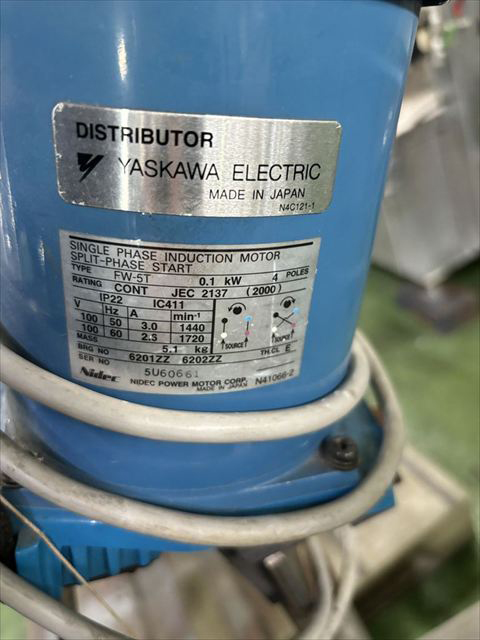 DISTRIBUTOR
YASKAWA ELECTRIC
MADE IN JAPAN
N4C121-1
SINGLE PHASE INDUCTION MOTOR
SPLIT-PHASE START
TYPE FW-5T 0.1 kW 4 POLES
RATING CONT JEC 2137 (2000)
IP22 IC411
V Hz A min-1
100 50 3.0 1440
100 60 2.3 1720
SOURCE SOURCE
MASS 5.1 kg TH.CL E
BRG NO 6201ZZ 6202ZZ
SER NO 5U60661
Nidec NIDEC POWER MOTOR CORP. N41066-2
MADE IN JAPAN